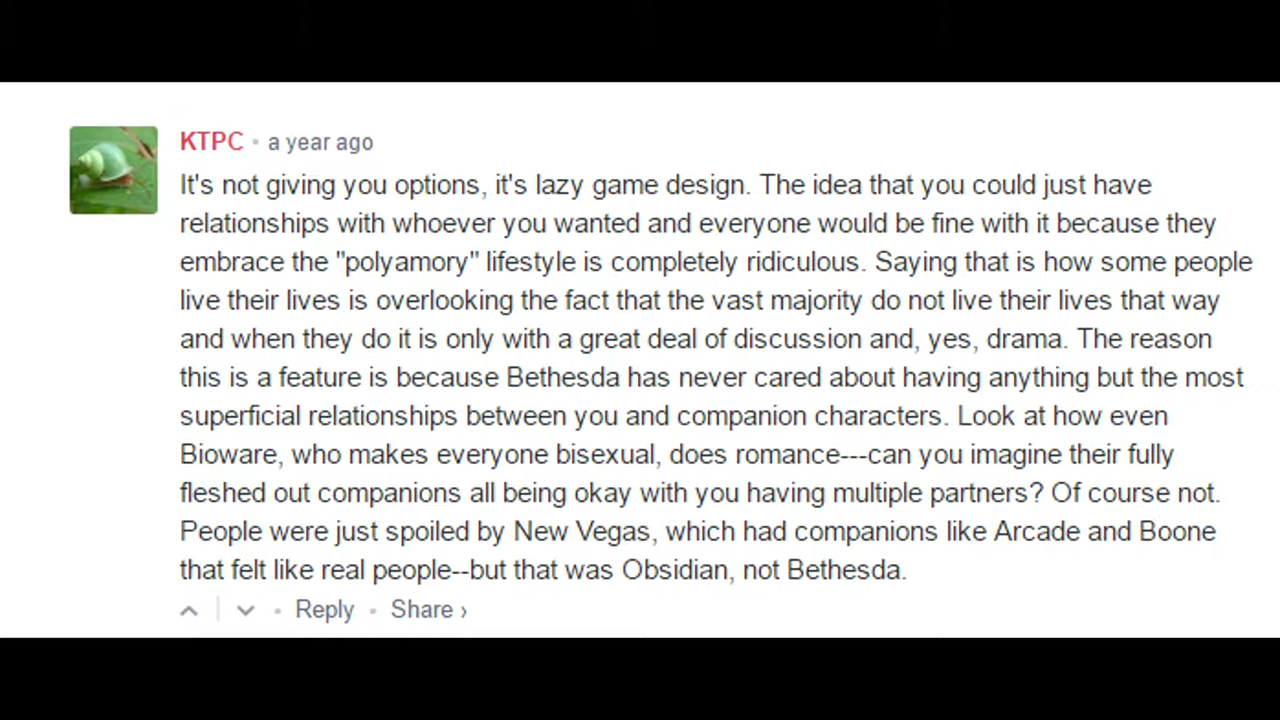 KTPC • a year ago
It's not giving you options, it's lazy game design. The idea that you could just have
relationships with whoever you wanted and everyone would be fine with it because they
embrace the "polyamory" lifestyle is completely ridiculous. Saying that is how some people
live their lives is overlooking the fact that the vast majority do not live their lives that way
and when they do it is only with a great deal of discussion and, yes, drama. The reason
this is a feature is because Bethesda has never cared about having anything but the most
superficial relationships between you and companion characters. Look at how even
Bioware, who makes everyone bisexual, does romance---can you imagine their fully
fleshed out companions all being okay with you having multiple partners? Of course not.
People were just spoiled by New Vegas, which had companions like Arcade and Boone
that felt like real people--but that was Obsidian, not Bethesda.
• Reply • Share ›